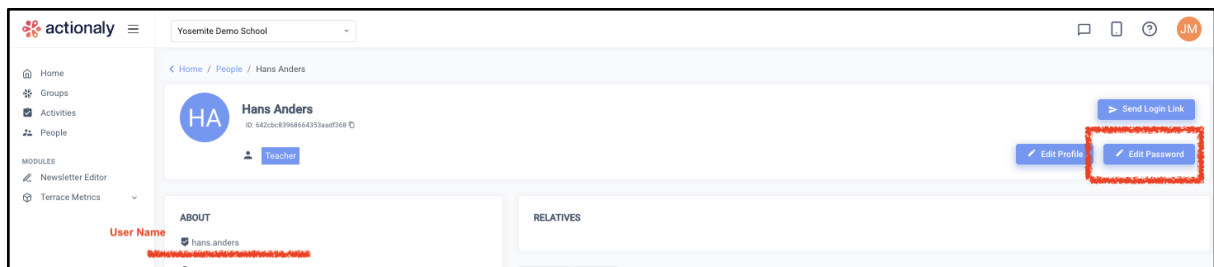 actionaly
Yosemite Demo School
JM
Home
Groups
Activities
People
MODULES
Newsletter Editor
Terrace Metrics
Home / People / Hans Anders
HA
Hans Anders
ID: 642cbc83968664353aadf368
Teacher
Send Login Link
Edit Profile
Edit Password
ABOUT
User Name
hans.anders
RELATIVES